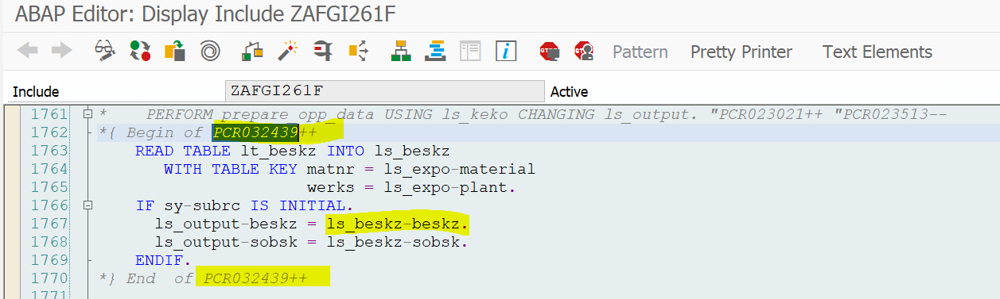 ABAP Editor: Display Include ZAFGI261F
Pattern Pretty Printer Text Elements
Include ZAFGI261F Active
1761 * PERFORM prepare_opp_data USING ls_keko CHANGING ls_output. "PCR023021++ "PCR023513--
1762 *{ Begin of PCR032439++
1763 READ TABLE lt_beskz INTO ls_beskz
1764 WITH TABLE KEY matnr = ls_expo-material
1765 werks = ls_expo-plant.
1766 IF sy-subrc IS INITIAL.
1767 ls_output-beskz = ls_beskz-beskz.
1768 ls_output-sobsk = ls_beskz-sobsk.
1769 ENDIF.
1770 *} End of PCR032439++
1771